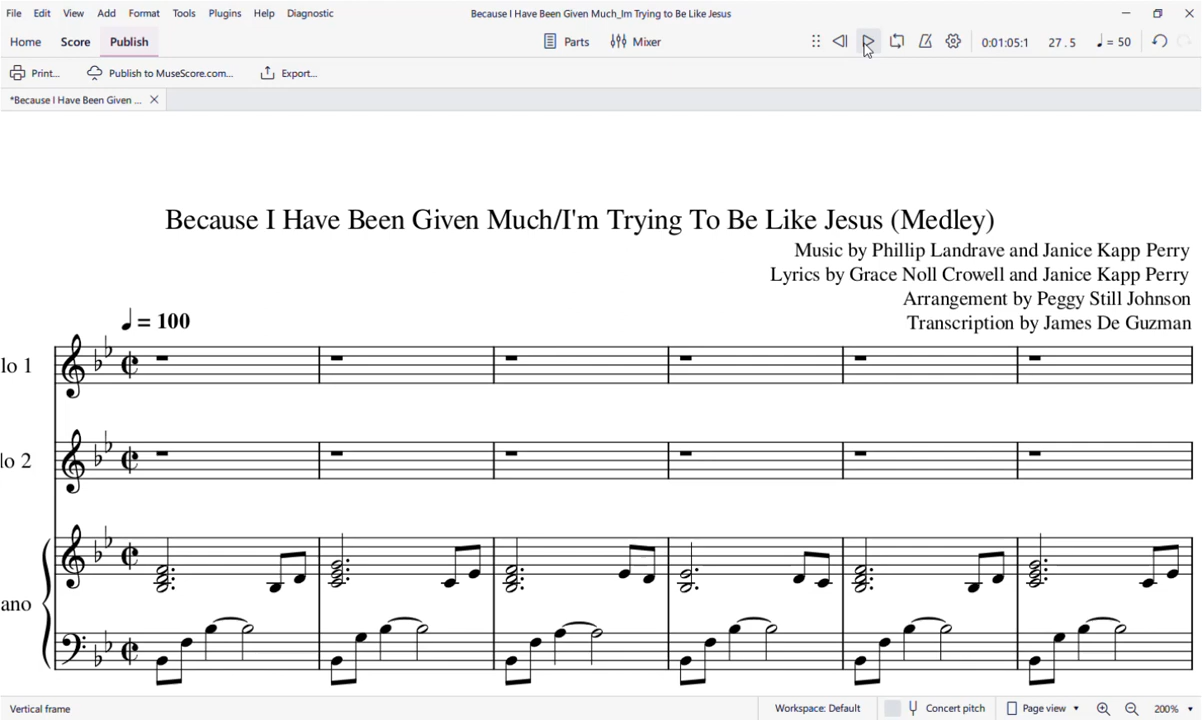 File Edit View Add Format Tools Plugins Help Diagnostic
Because I Have Been Given Much_Im Trying to Be Like Jesus
Home Score Publish
Parts Mixer
0:01:05:1 27 . 5 ♩ = 50
Print... Publish to MuseScore.com... Export...
*Because I Have Been Given ...
Because I Have Been Given Much/I'm Trying To Be Like Jesus (Medley)
Music by Phillip Landrave and Janice Kapp Perry
Lyrics by Grace Noll Crowell and Janice Kapp Perry
Arrangement by Peggy Still Johnson
Transcription by James De Guzman
♩ = 100
lo 1
lo 2
ano
Vertical frame
Workspace: Default Concert pitch Page view 200%